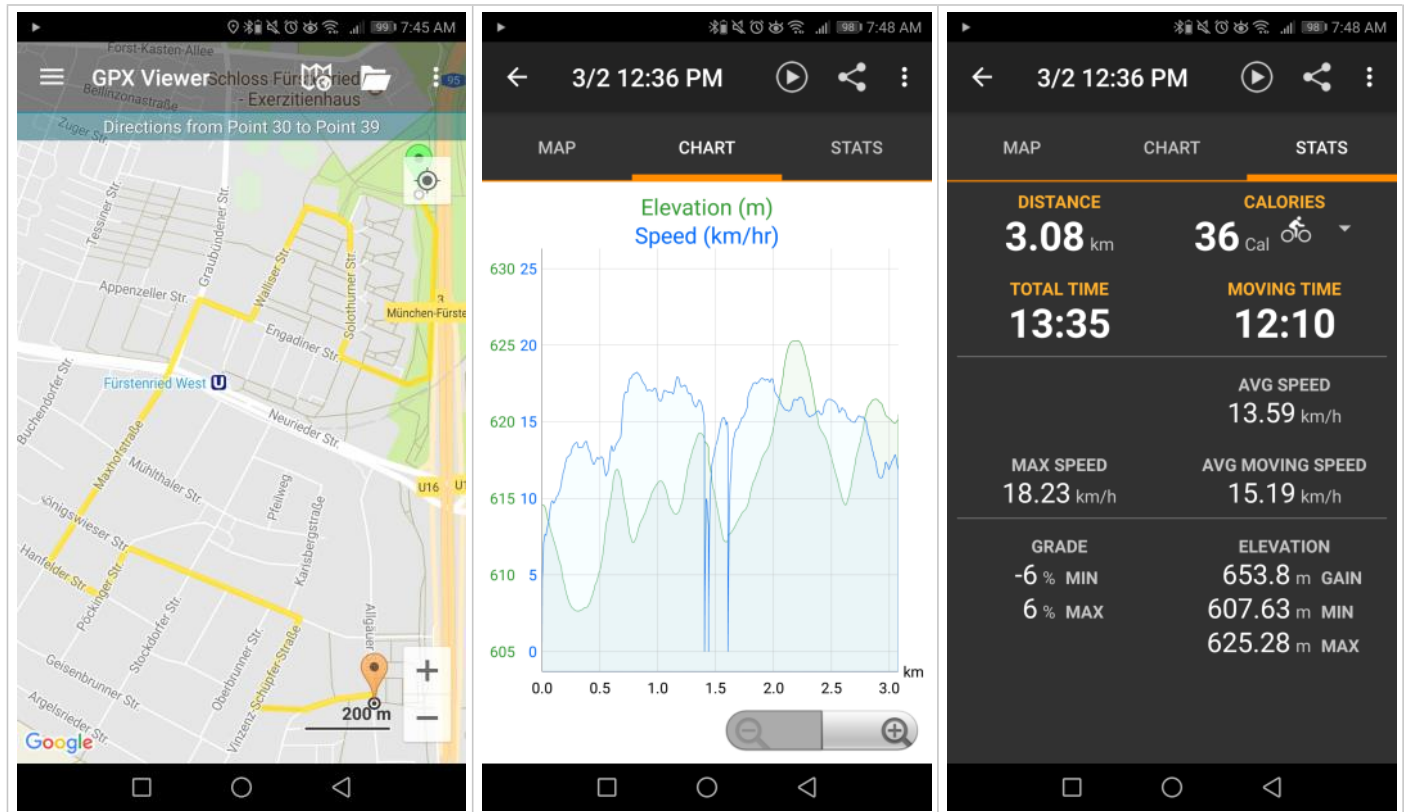 99 7:45 AM
Forst-Kasten-Allee
GPX Viewer
Schloss Fürstenried
- Exerzitienhaus
95
Bellinzonastraße
Directions from Point 30 to Point 39
Zuger Str.
Tessiner Str.
Graubündener Str.
Walliser Str.
Solothurner Str.
Appenzeller Str.
3
München-Fürste
Engadiner Str.
Fürstenried West U
Buchendorfer Str.
Neurieder Str.
Maxhofstraße
Mühlthaler Str.
Pfeilweg
U16 U1
Königswieser Str.
Karlsbergstraße
Hanfelder Str.
Pöckinger Str.
Stockdorfer Str.
Allgäuer
Geisenbrunner Str.
Oberbrunner Str.
Vinzenz-Schüpfer-Straße
+
Argelsrieder Str.
200 m
−
Google
98 7:48 AM
3/2 12:36 PM
MAP CHART STATS
Elevation (m)
Speed (km/hr)
630 25
625 20
620 15
615 10
610 5
605 0
km
0.0 0.5 1.0 1.5 2.0 2.5 3.0
98 7:48 AM
3/2 12:36 PM
MAP CHART STATS
DISTANCE CALORIES
3.08 km 36 Cal
TOTAL TIME MOVING TIME
13:35 12:10
AVG SPEED
13.59 km/h
MAX SPEED AVG MOVING SPEED
18.23 km/h 15.19 km/h
GRADE ELEVATION
-6 % MIN 653.8 m GAIN
6 % MAX 607.63 m MIN
625.28 m MAX